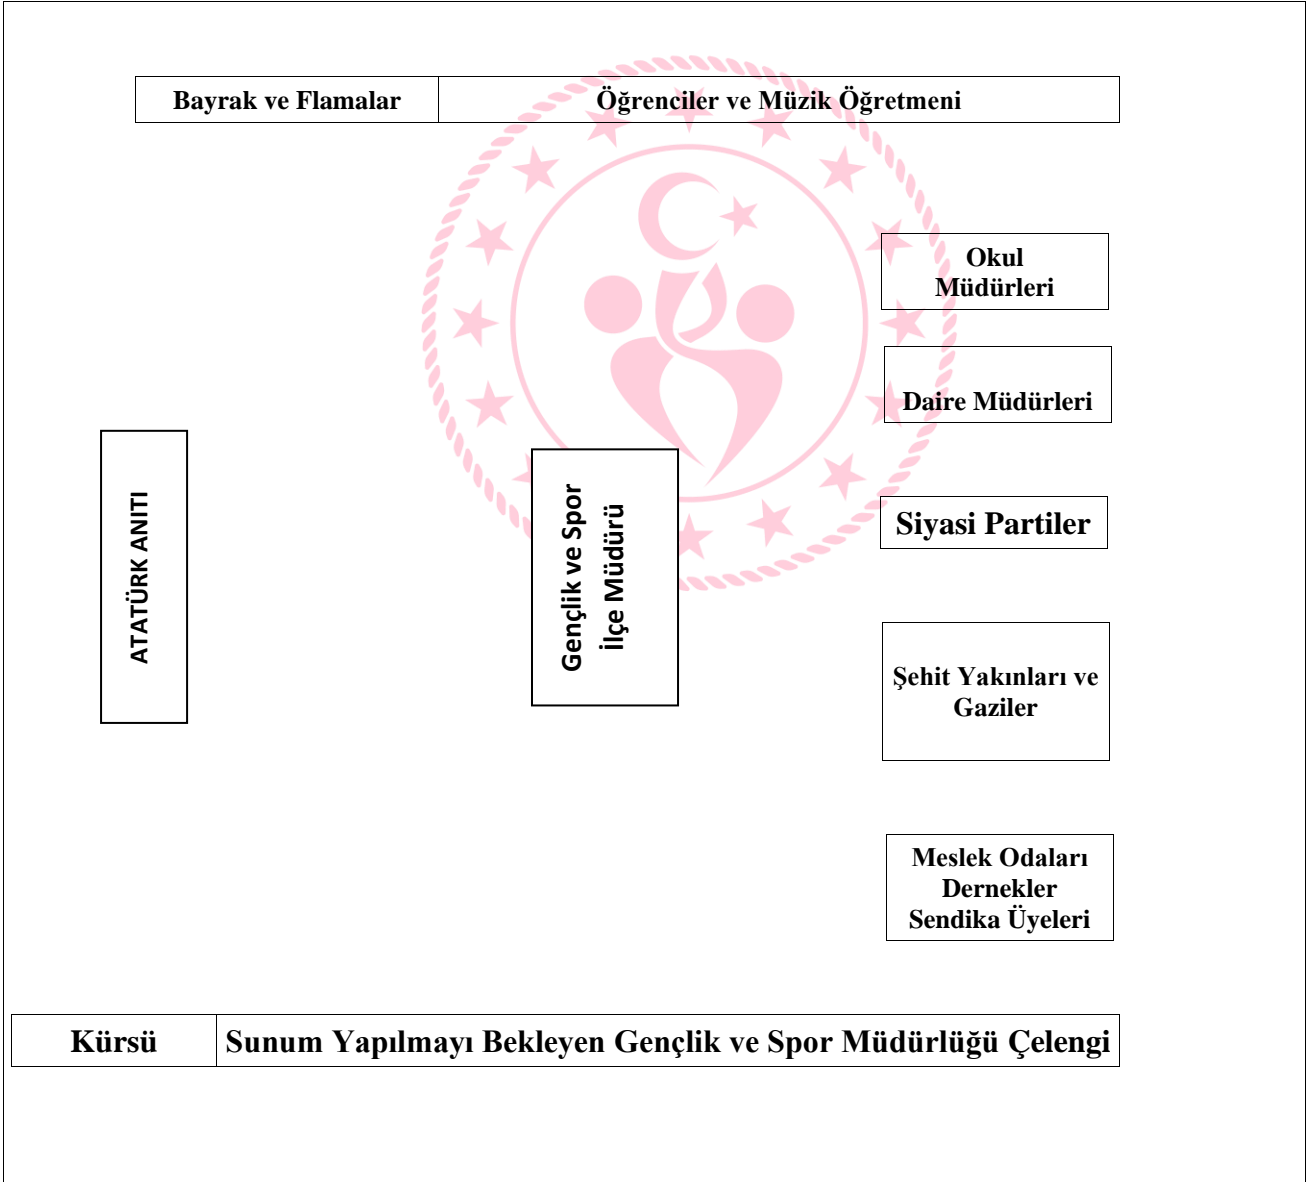 Bayrak ve Flamalar
Öğrenciler ve Müzik Öğretmeni
Okul
Müdürleri
Daire Müdürleri
ATATÜRK ANITI
Gençlik ve Spor
İlçe Müdürü
Siyasi Partiler
Şehit Yakınları ve
Gaziler
Meslek Odaları
Dernekler
Sendika Üyeleri
Kürsü
Sunum Yapılmayı Bekleyen Gençlik ve Spor Müdürlüğü Çelengi